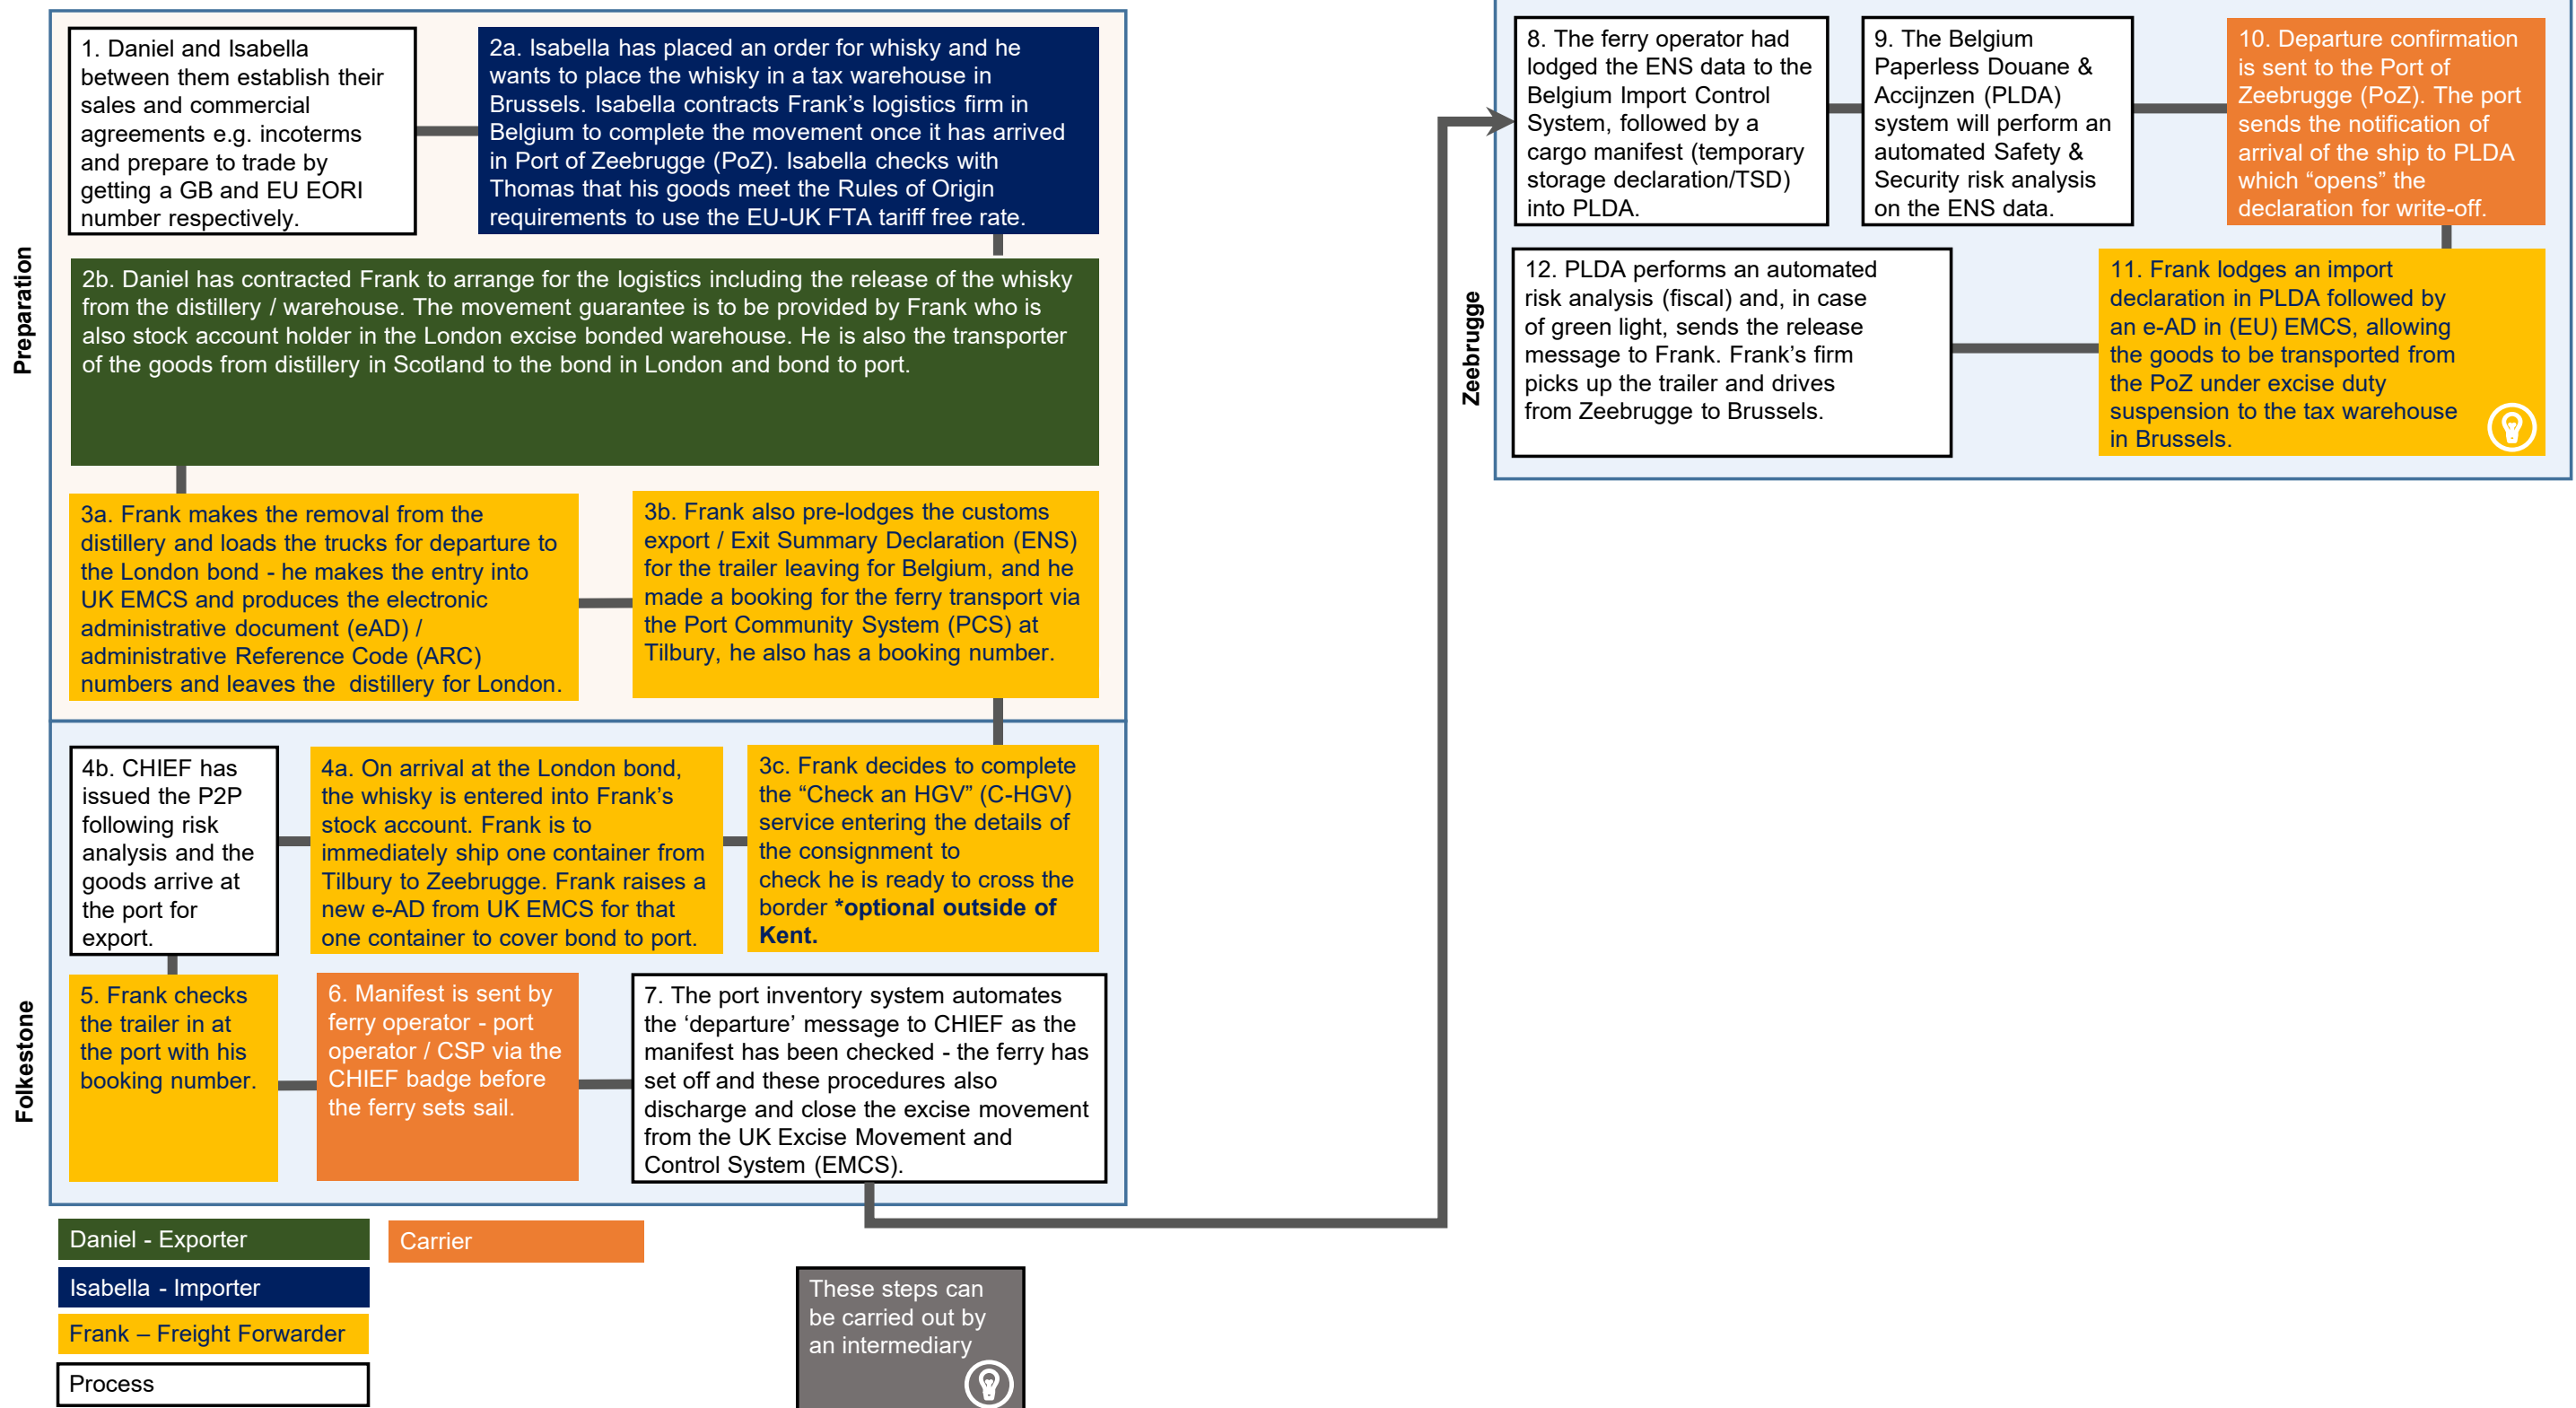 Preparation
1. Daniel and Isabella
between them establish their
sales and commercial
agreements e.g. incoterms
and prepare to trade by
getting a GB and EU EORI
number respectively.
2a. Isabella has placed an order for whisky and he
wants to place the whisky in a tax warehouse in
Brussels. Isabella contracts Frank’s logistics firm in
Belgium to complete the movement once it has arrived
in Port of Zeebrugge (PoZ). Isabella checks with
Thomas that his goods meet the Rules of Origin
requirements to use the EU-UK FTA tariff free rate.
2b. Daniel has contracted Frank to arrange for the logistics including the release of the whisky
from the distillery / warehouse. The movement guarantee is to be provided by Frank who is
also stock account holder in the London excise bonded warehouse. He is also the transporter
of the goods from distillery in Scotland to the bond in London and bond to port.
3a. Frank makes the removal from the
distillery and loads the trucks for departure to
the London bond - he makes the entry into
UK EMCS and produces the electronic
administrative document (eAD) /
administrative Reference Code (ARC)
numbers and leaves the distillery for London.
3b. Frank also pre-lodges the customs
export / Exit Summary Declaration (ENS)
for the trailer leaving for Belgium, and he
made a booking for the ferry transport via
the Port Community System (PCS) at
Tilbury, he also has a booking number.
Folkestone
3c. Frank decides to complete
the “Check an HGV” (C-HGV)
service entering the details of
the consignment to
check he is ready to cross the
border *optional outside of
Kent.
4a. On arrival at the London bond,
the whisky is entered into Frank’s
stock account. Frank is to
immediately ship one container from
Tilbury to Zeebrugge. Frank raises a
new e-AD from UK EMCS for that
one container to cover bond to port.
4b. CHIEF has
issued the P2P
following risk
analysis and the
goods arrive at
the port for
export.
5. Frank checks
the trailer in at
the port with his
booking number.
6. Manifest is sent by
ferry operator - port
operator / CSP via the
CHIEF badge before
the ferry sets sail.
7. The port inventory system automates
the ‘departure’ message to CHIEF as the
manifest has been checked - the ferry has
set off and these procedures also
discharge and close the excise movement
from the UK Excise Movement and
Control System (EMCS).
Zeebrugge
8. The ferry operator had
lodged the ENS data to the
Belgium Import Control
System, followed by a
cargo manifest (temporary
storage declaration/TSD)
into PLDA.
9. The Belgium
Paperless Douane &
Accijnzen (PLDA)
system will perform an
automated Safety &
Security risk analysis
on the ENS data.
10. Departure confirmation
is sent to the Port of
Zeebrugge (PoZ). The port
sends the notification of
arrival of the ship to PLDA
which “opens” the
declaration for write-off.
11. Frank lodges an import
declaration in PLDA followed by
an e-AD in (EU) EMCS, allowing
the goods to be transported from
the PoZ under excise duty
suspension to the tax warehouse
in Brussels.
12. PLDA performs an automated
risk analysis (fiscal) and, in case
of green light, sends the release
message to Frank. Frank’s firm
picks up the trailer and drives
from Zeebrugge to Brussels.
Daniel - Exporter
Carrier
Isabella - Importer
Frank – Freight Forwarder
Process
These steps can
be carried out by
an intermediary